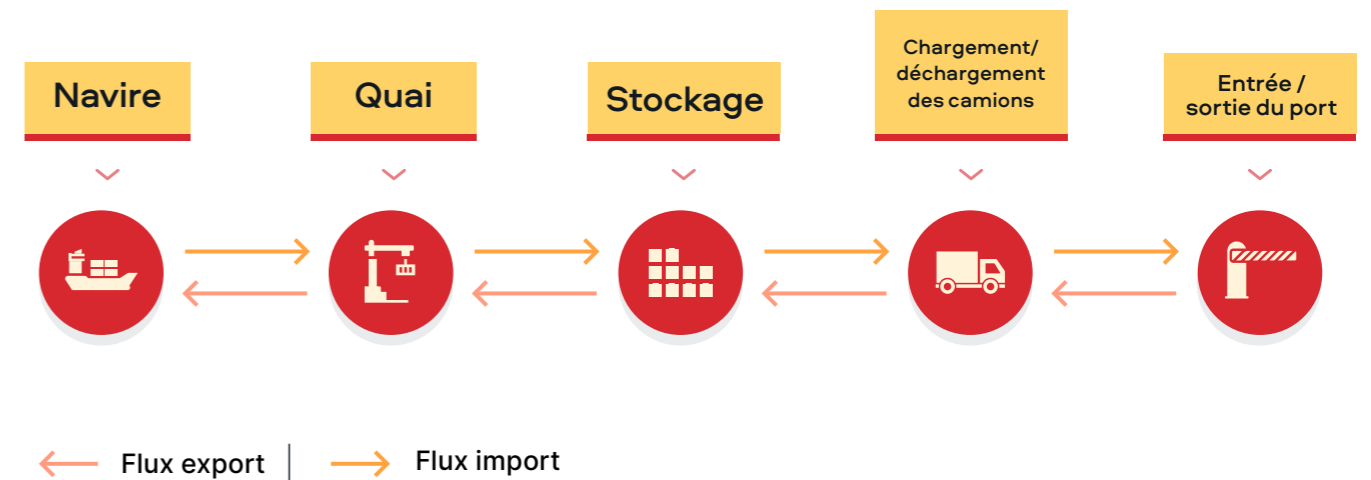 Navire
Quai
Stockage
Chargement/
déchargement
des camions
Entrée /
sortie du port
Flux export
Flux import